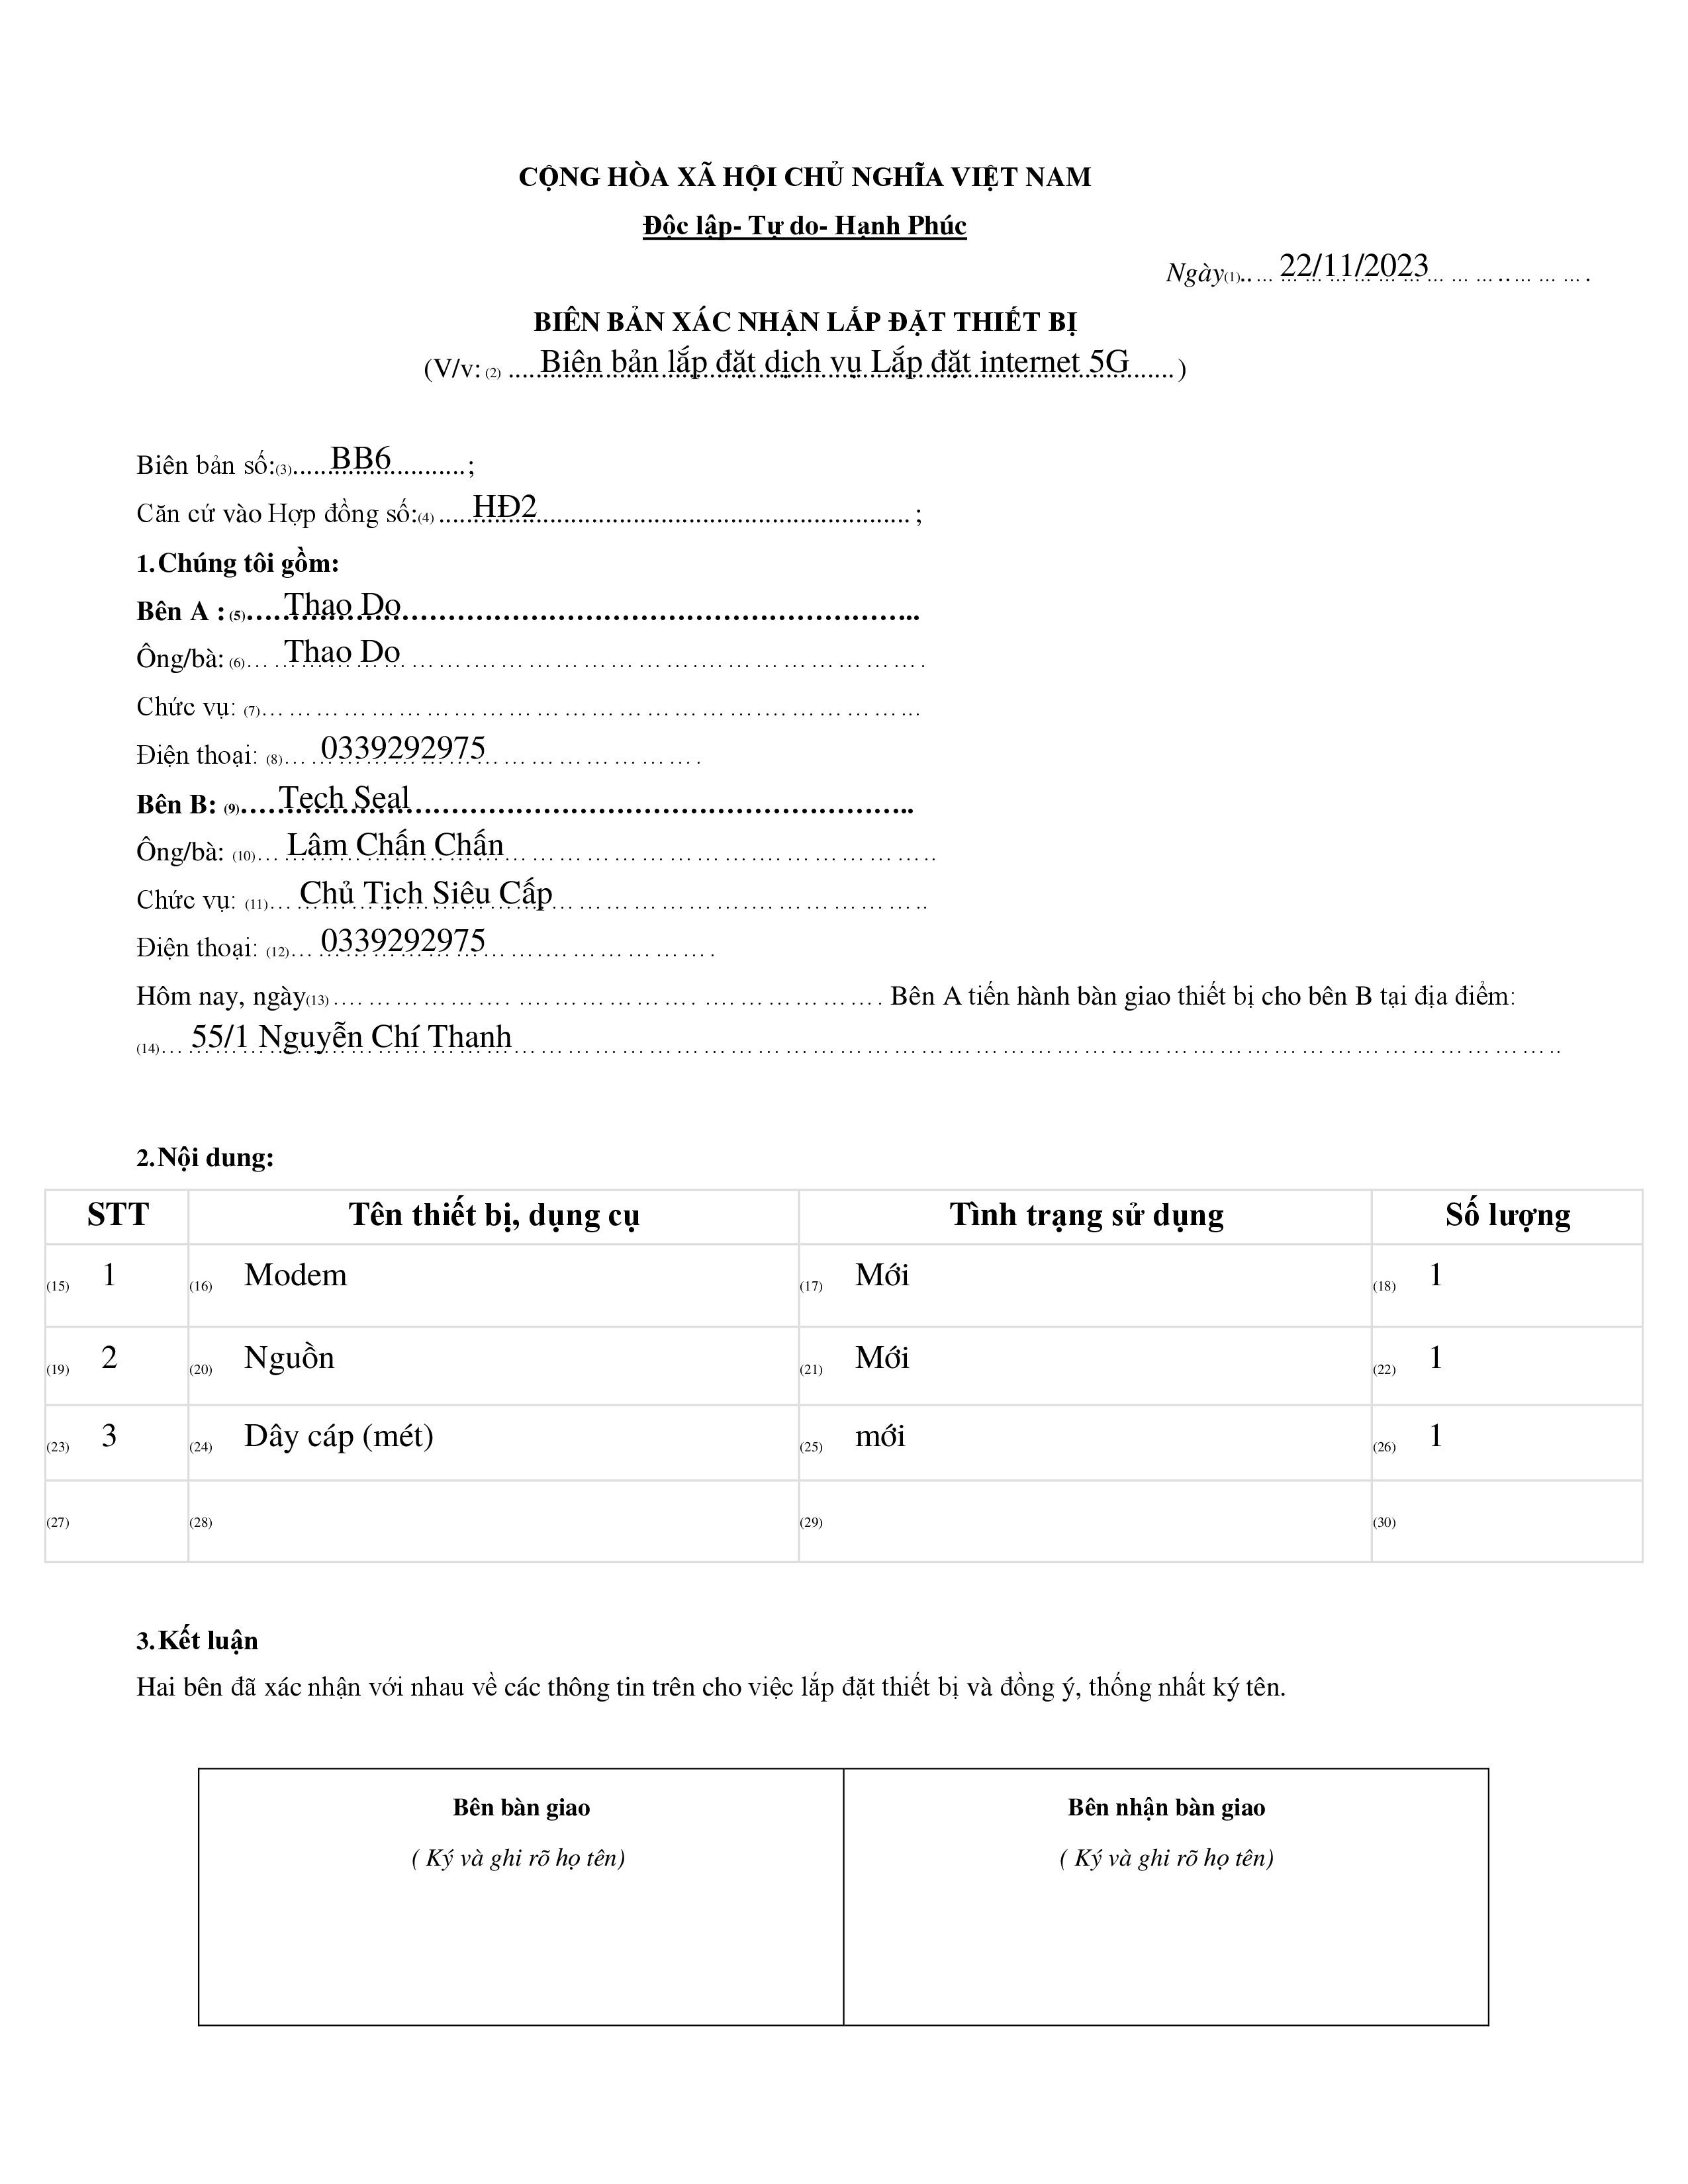 CỘNG HÒA XÃ HỘI CHỦ NGHĨA VIỆT NAM
Độc lập- Tự do- Hạnh Phúc
Ngày(1)..... 22/11/2023 ..............
BIÊN BẢN XÁC NHẬN LẮP ĐẶT THIẾT BỊ
(V/v: (2) .....Biên bản lắp đặt dịch vụ Lắp đặt internet 5G......)
Biên bản số:(3)..... BB6 ...........;
Căn cứ vào Hợp đồng số:(4) ..... HĐ2 ..............................;
1.Chúng tôi gồm:
Bên A : (5)..... Thao Do ..............................
Ông/bà: (6)..... Thao Do ..............................
Chức vụ: (7)........................................
Điện thoại: (8)..... 0339292975 ....................
Bên B: (9)..... Tech Seal ..............................
Ông/bà: (10)..... Lâm Chấn Chấn ....................
Chức vụ: (11)..... Chủ Tịch Siêu Cấp ....................
Điện thoại: (12)..... 0339292975 ....................
Hôm nay, ngày(13) .............................. Bên A tiến hành bàn giao thiết bị cho bên B tại địa điểm:
(14)..... 55/1 Nguyễn Chí Thanh ........................................
2.Nội dung:
STT Tên thiết bị, dụng cụ Tình trạng sử dụng Số lượng
(15) 1 (16) Modem (17) Mới (18) 1
(19) 2 (20) Nguồn (21) Mới (22) 1
(23) 3 (24) Dây cáp (mét) (25) mới (26) 1
(27) (28) (29) (30)
3.Kết luận
Hai bên đã xác nhận với nhau về các thông tin trên cho việc lắp đặt thiết bị và đồng ý, thống nhất ký tên.
Bên bàn giao Bên nhận bàn giao
( Ký và ghi rõ họ tên) ( Ký và ghi rõ họ tên)